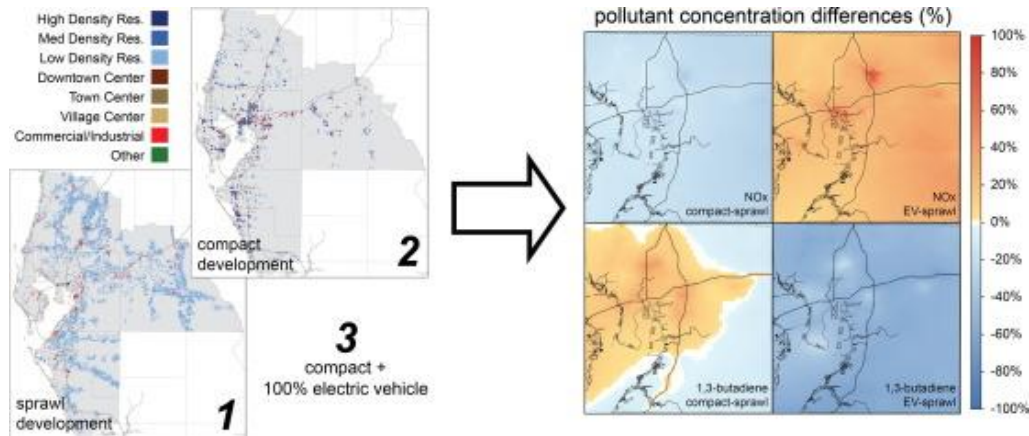 High Density Res.
Med Density Res.
Low Density Res.
Downtown Center
Town Center
Village Center
Commercial/Industrial
Other
compact
development
2
sprawl
development
1
3
compact +
100% electric vehicle
pollutant concentration differences (%)
NOx
compact-sprawl
NOx
EV-sprawl
1,3-butadiene
compact-sprawl
1,3-butadiene
EV-sprawl
100%
80%
60%
40%
20%
0%
-20%
-40%
-60%
-80%
-100%